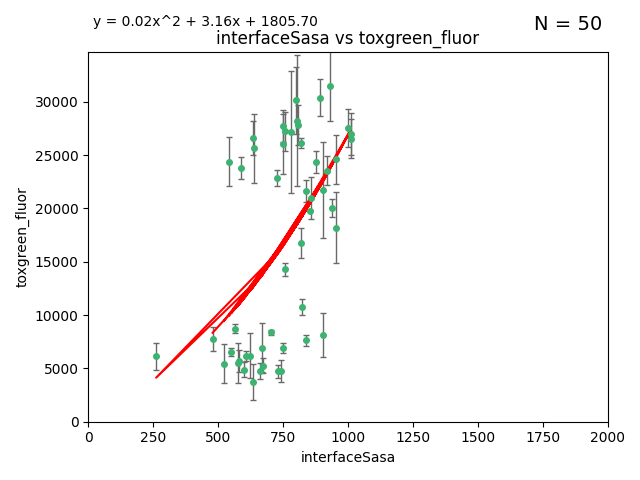 y = 0.02x^2 + 3.16x + 1805.70
N = 50
interfaceSasa vs toxgreen_fluor
30000
25000
20000
15000
10000
5000
0
toxgreen_fluor
0 250 500 750 1000 1250 1500 1750 2000
interfaceSasa